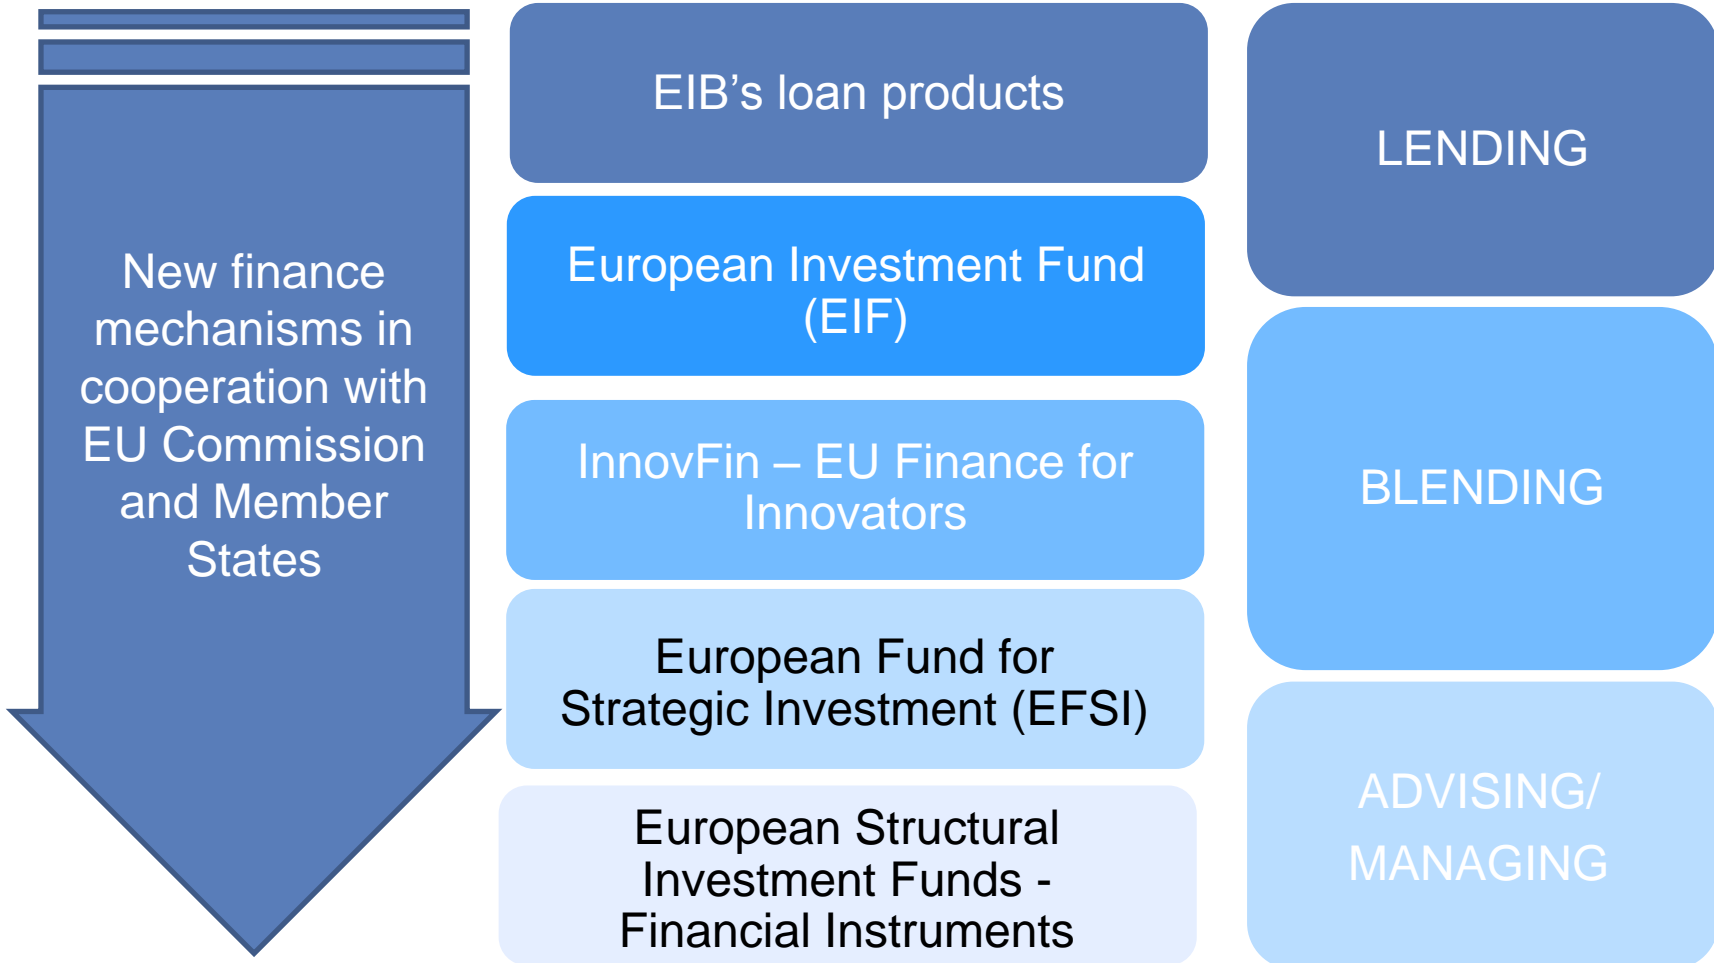 New finance
mechanisms in
cooperation with
EU Commission
and Member
States
EIB’s loan products
European Investment Fund
(EIF)
InnovFin – EU Finance for
Innovators
European Fund for
Strategic Investment (EFSI)
European Structural
Investment Funds -
Financial Instruments
LENDING
BLENDING
ADVISING/
MANAGING